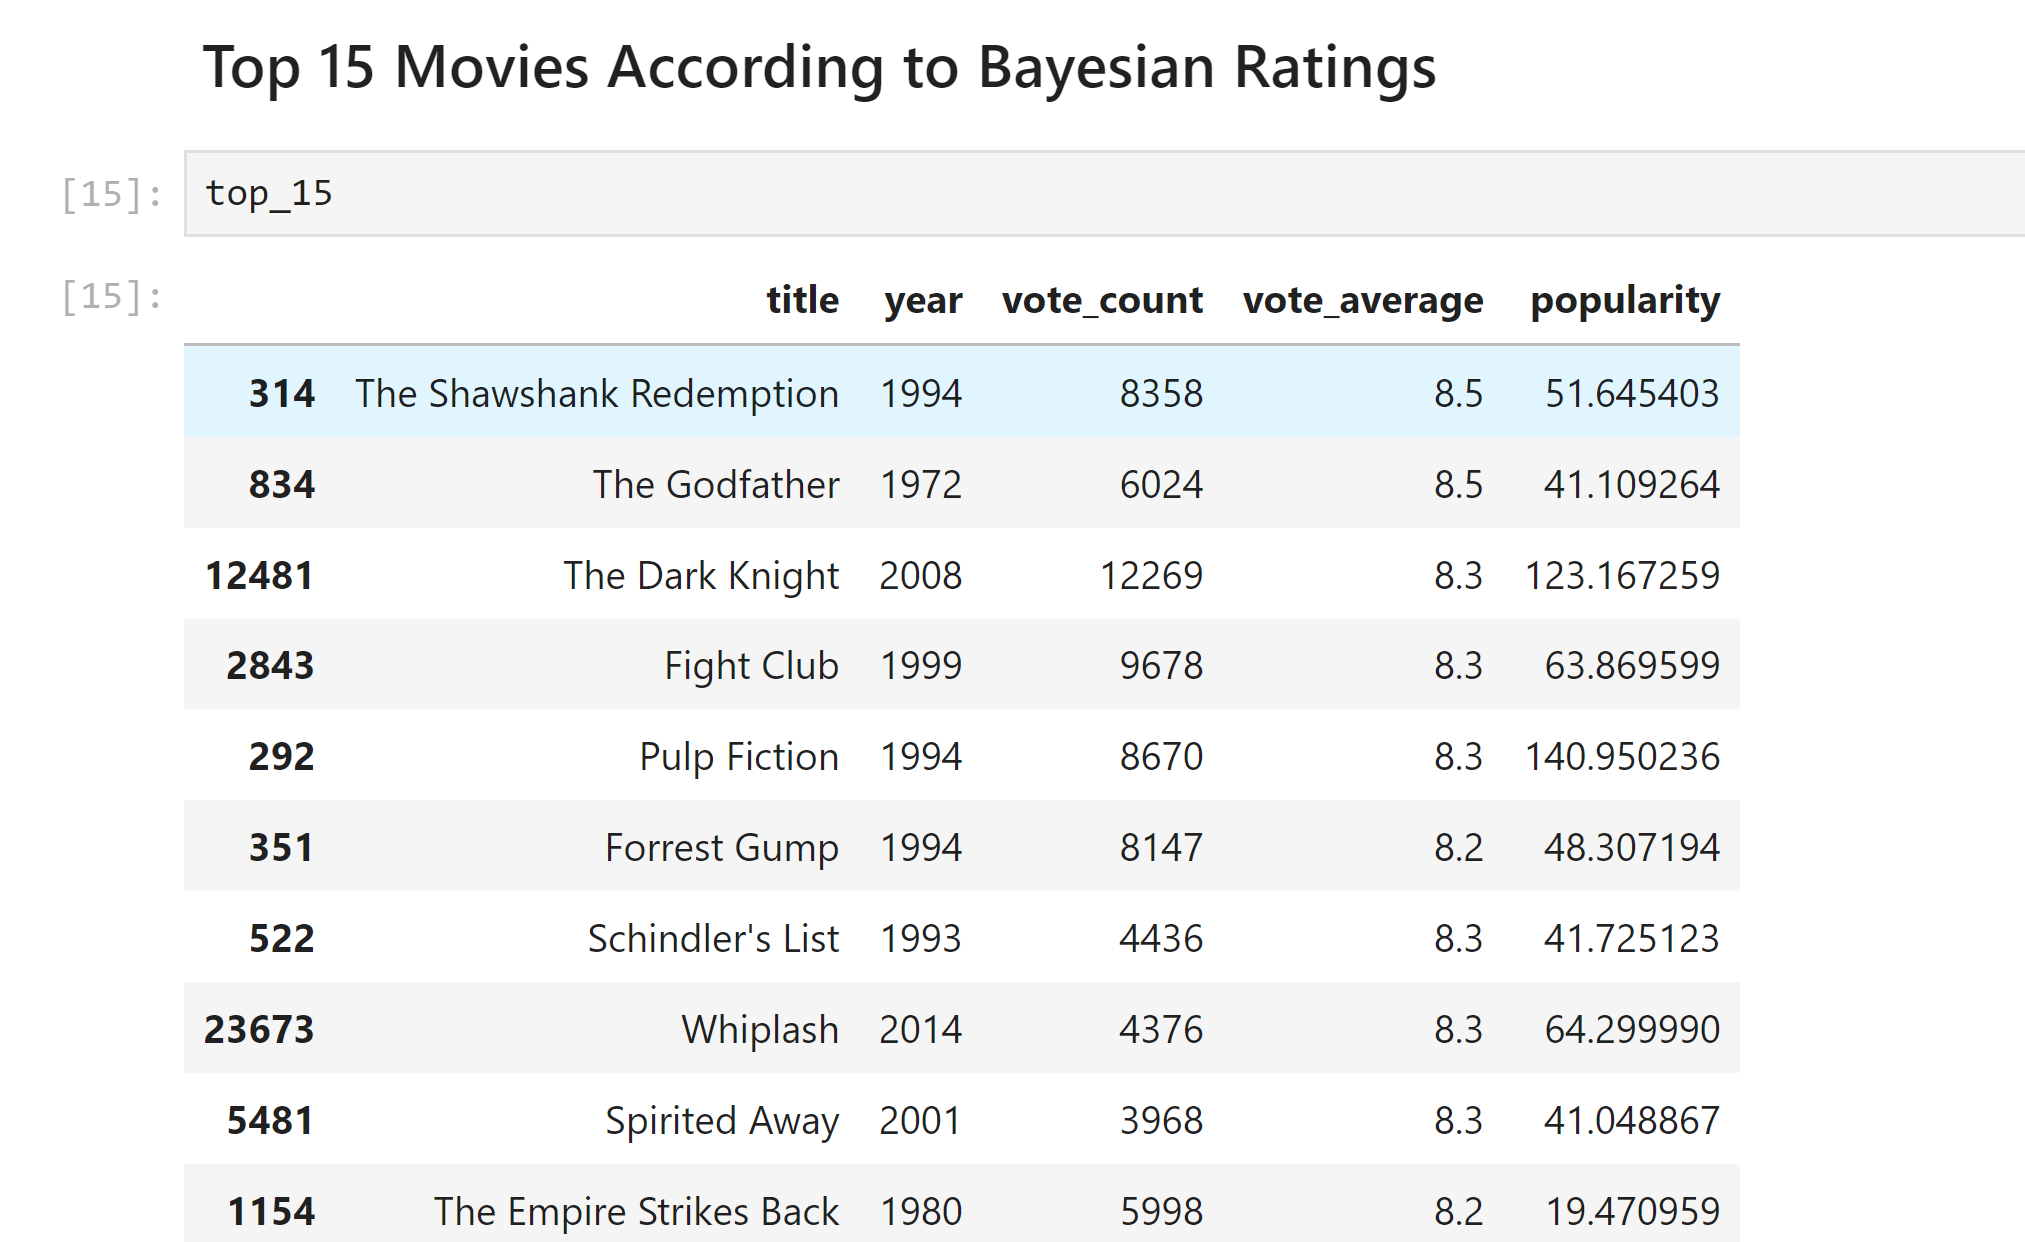 Top 15 Movies According to Bayesian Ratings
[15]: top_15
[15]: title year vote_count vote_average popularity
314 The Shawshank Redemption 1994 8358 8.5 51.645403
834 The Godfather 1972 6024 8.5 41.109264
12481 The Dark Knight 2008 12269 8.3 123.167259
2843 Fight Club 1999 9678 8.3 63.869599
292 Pulp Fiction 1994 8670 8.3 140.950236
351 Forrest Gump 1994 8147 8.2 48.307194
522 Schindler's List 1993 4436 8.3 41.725123
23673 Whiplash 2014 4376 8.3 64.299990
5481 Spirited Away 2001 3968 8.3 41.048867
1154 The Empire Strikes Back 1980 5998 8.2 19.470959